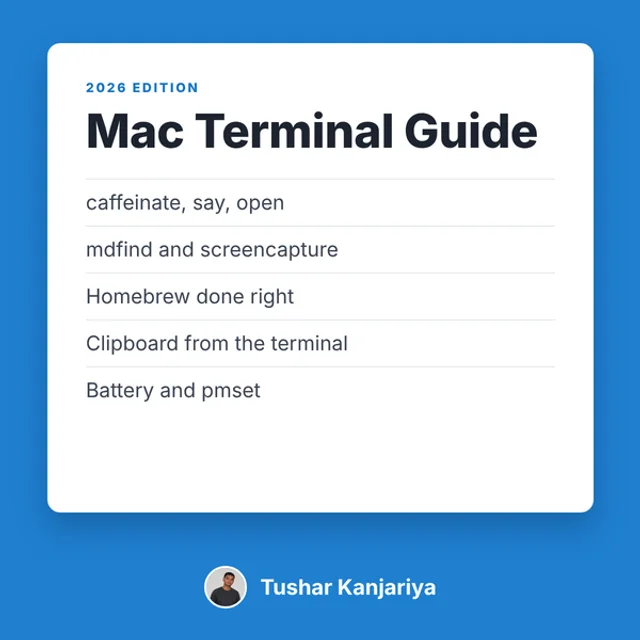 2026 EDITION
Mac Terminal Guide
caffeinate, say, open
mdfind and screencapture
Homebrew done right
Clipboard from the terminal
Battery and pmset
Tushar Kanjariya